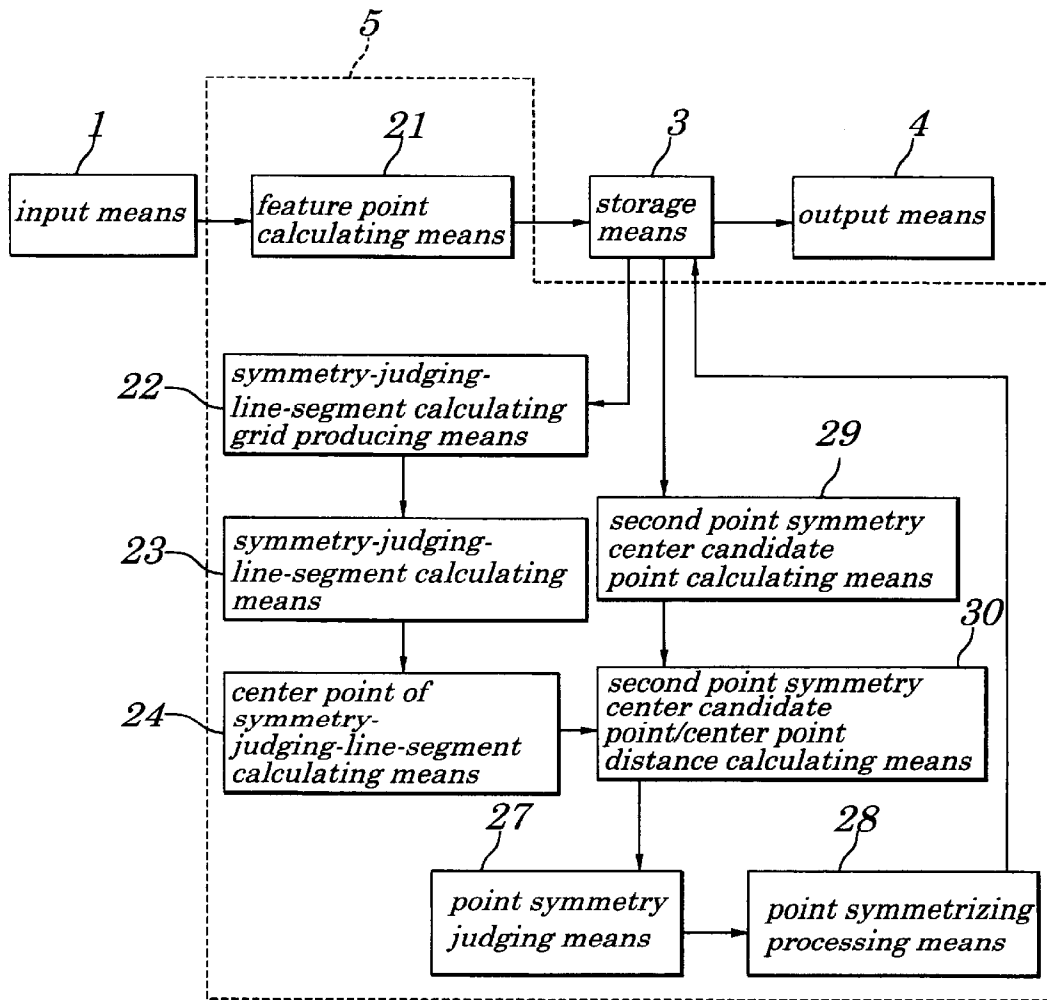 5
1
21
3
4
input means
feature point
calculating means
storage
means
output means
22
symmetry-judging-
line-segment calculating
grid producing means
29
23
symmetry-judging-
line-segment calculating
means
second point symmetry
center candidate
point calculating means
30
24
center point of
symmetry-
judging-line-segment
calculating means
second point symmetry
center candidate
point/center point
distance calculating means
27
28
point symmetry
judging means
point symmetrizing
processing means